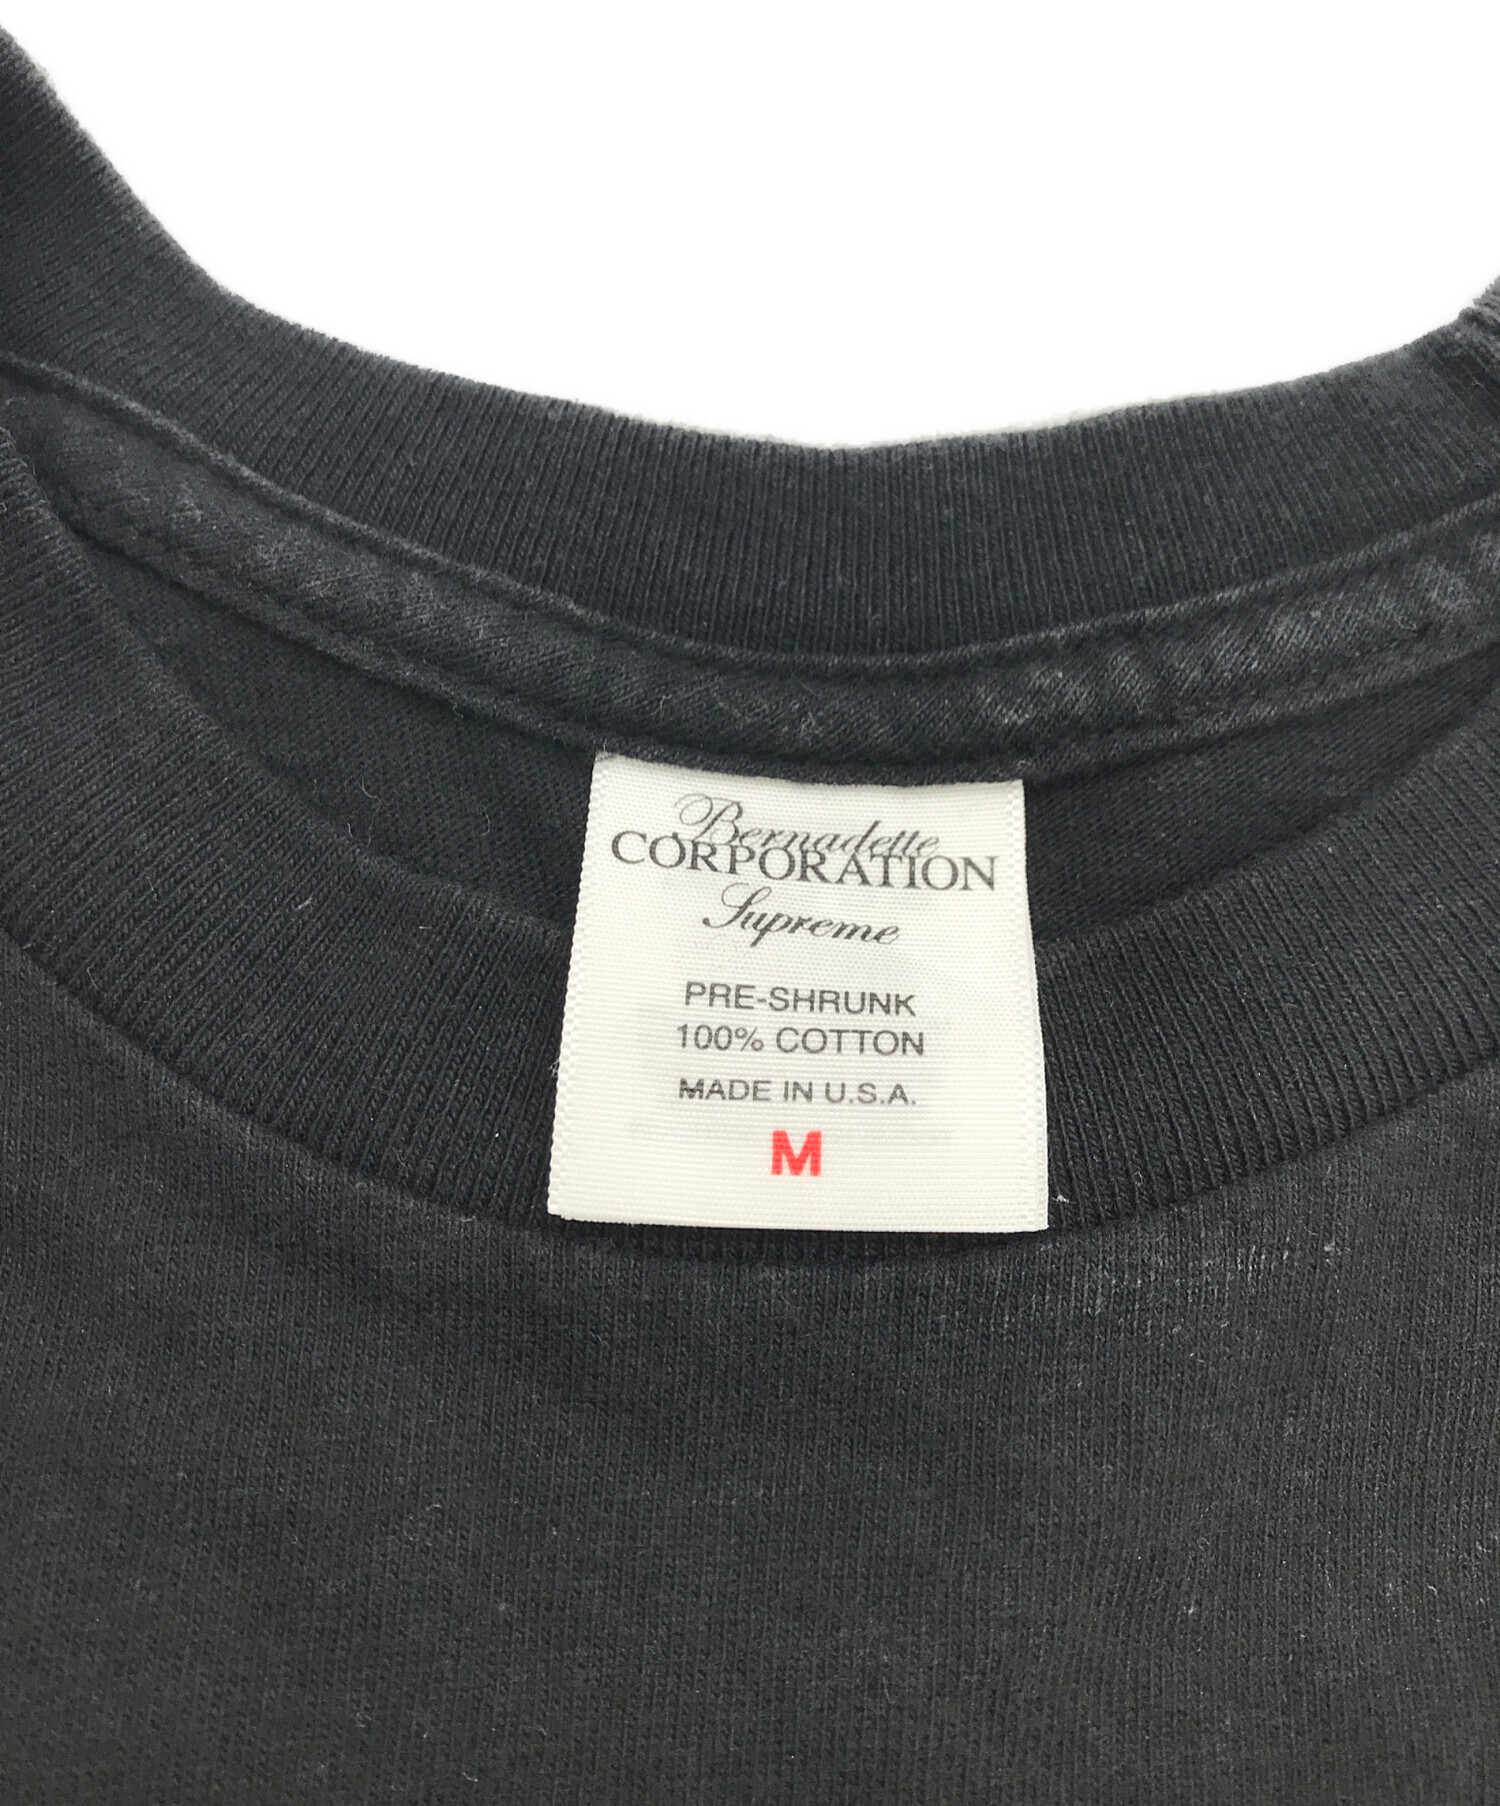 Bernadette
CORPORATION
Supreme
PRE-SHRUNK
100% COTTON
MADE IN U.S.A.
M